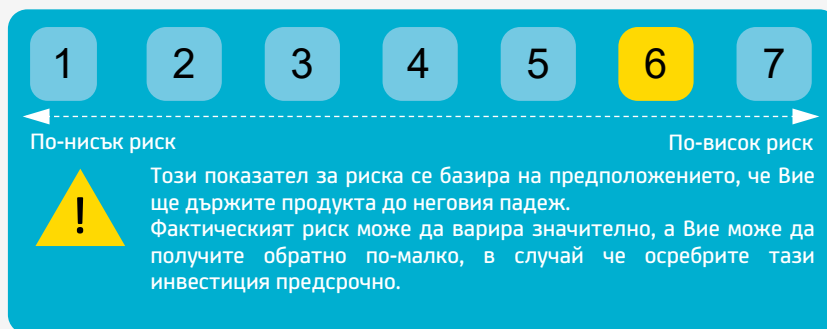 1 2 3 4 5 6 7
По-нисък риск По-висок риск
!
Този показател за риска се базира на предположението, че Вие
ще държите продукта до неговия падеж.
Фактическият риск може да варира значително, а Вие може да
получите обратно по-малко, в случай че осребрите тази
инвестиция предсрочно.